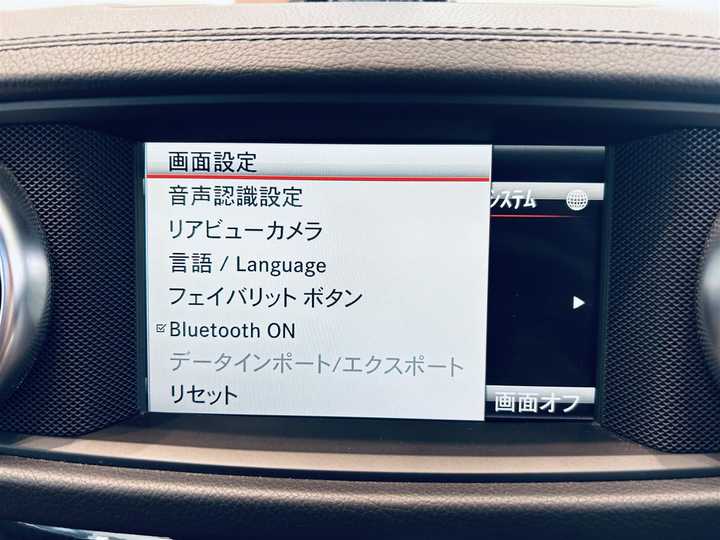 画面設定
音声認識設定
リアビューカメラ
言語 / Language
フェイバリット ボタン
Bluetooth ON
データインポート/エクスポート
リセット
システム
画面オフ